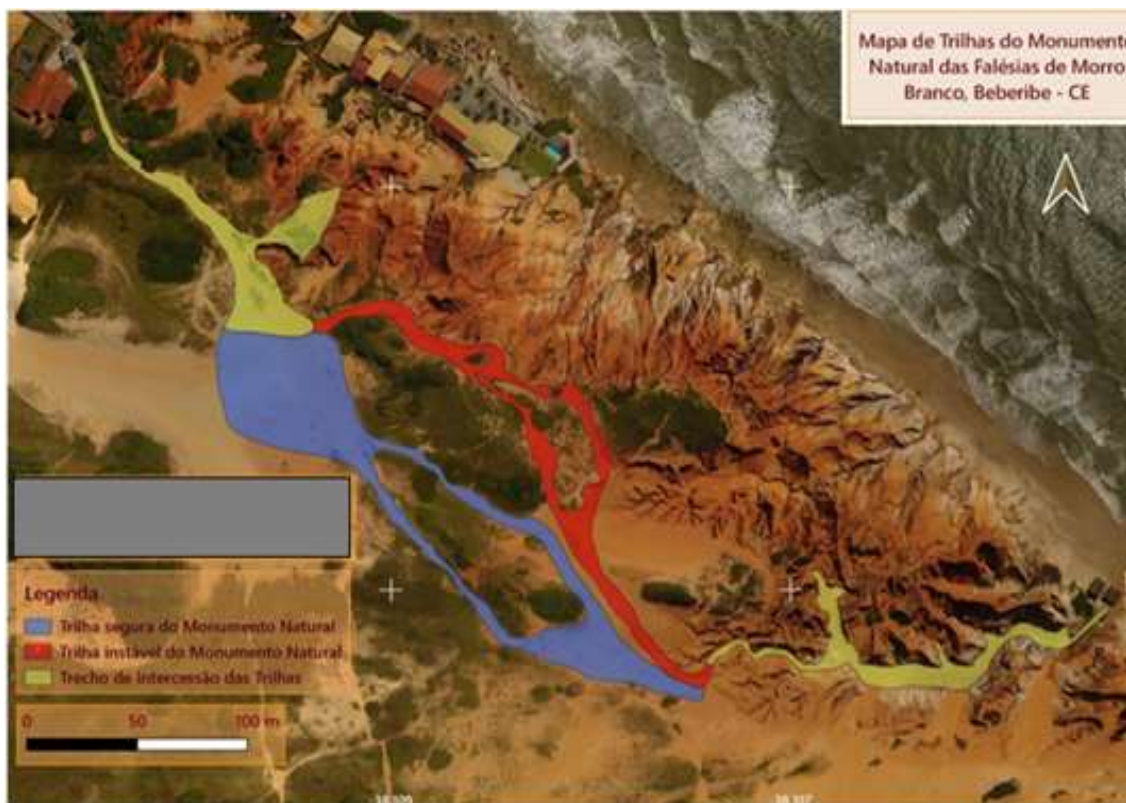 Mapa de Trilhas do Monumento
Natural das Falésias de Morro
Branco, Beberibe - CE
Legenda
Trilha segura do Monumento Natural
Trilha instável do Monumento Natural
Trecho de Intercessão das Trilhas
0 50 100 m